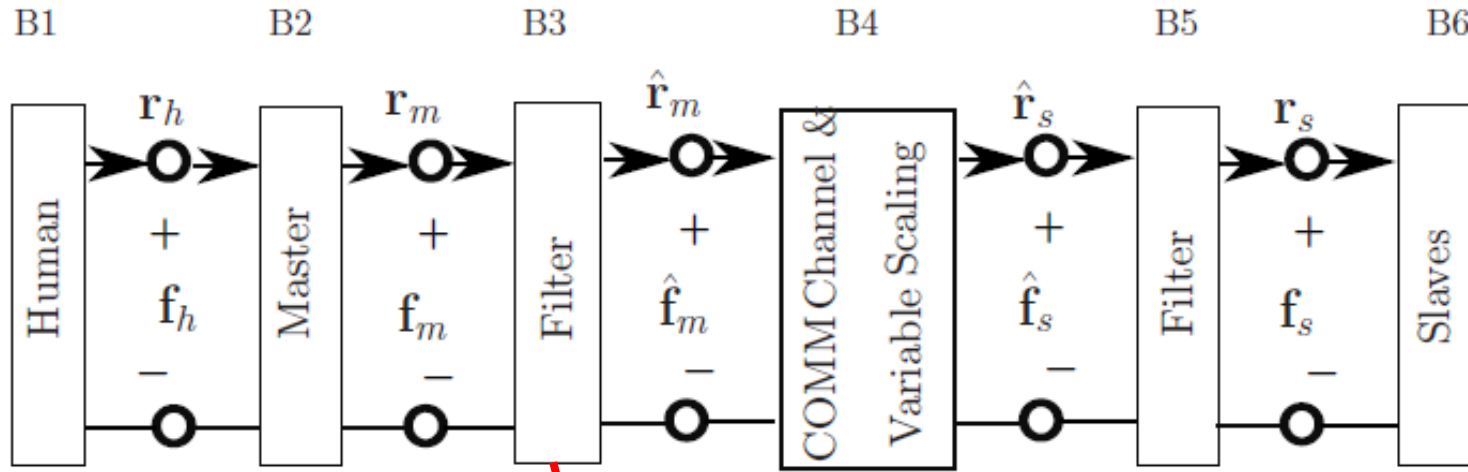 B1 B2 B3 B4 B5 B6
r_h r_m r̂_m r̂_s r_s
+ + + + +
f_h f_m f̂_m f̂_s f_s
− − − − −
Human
Master
Filter
COMM Channel &
Variable Scaling
Filter
Slaves